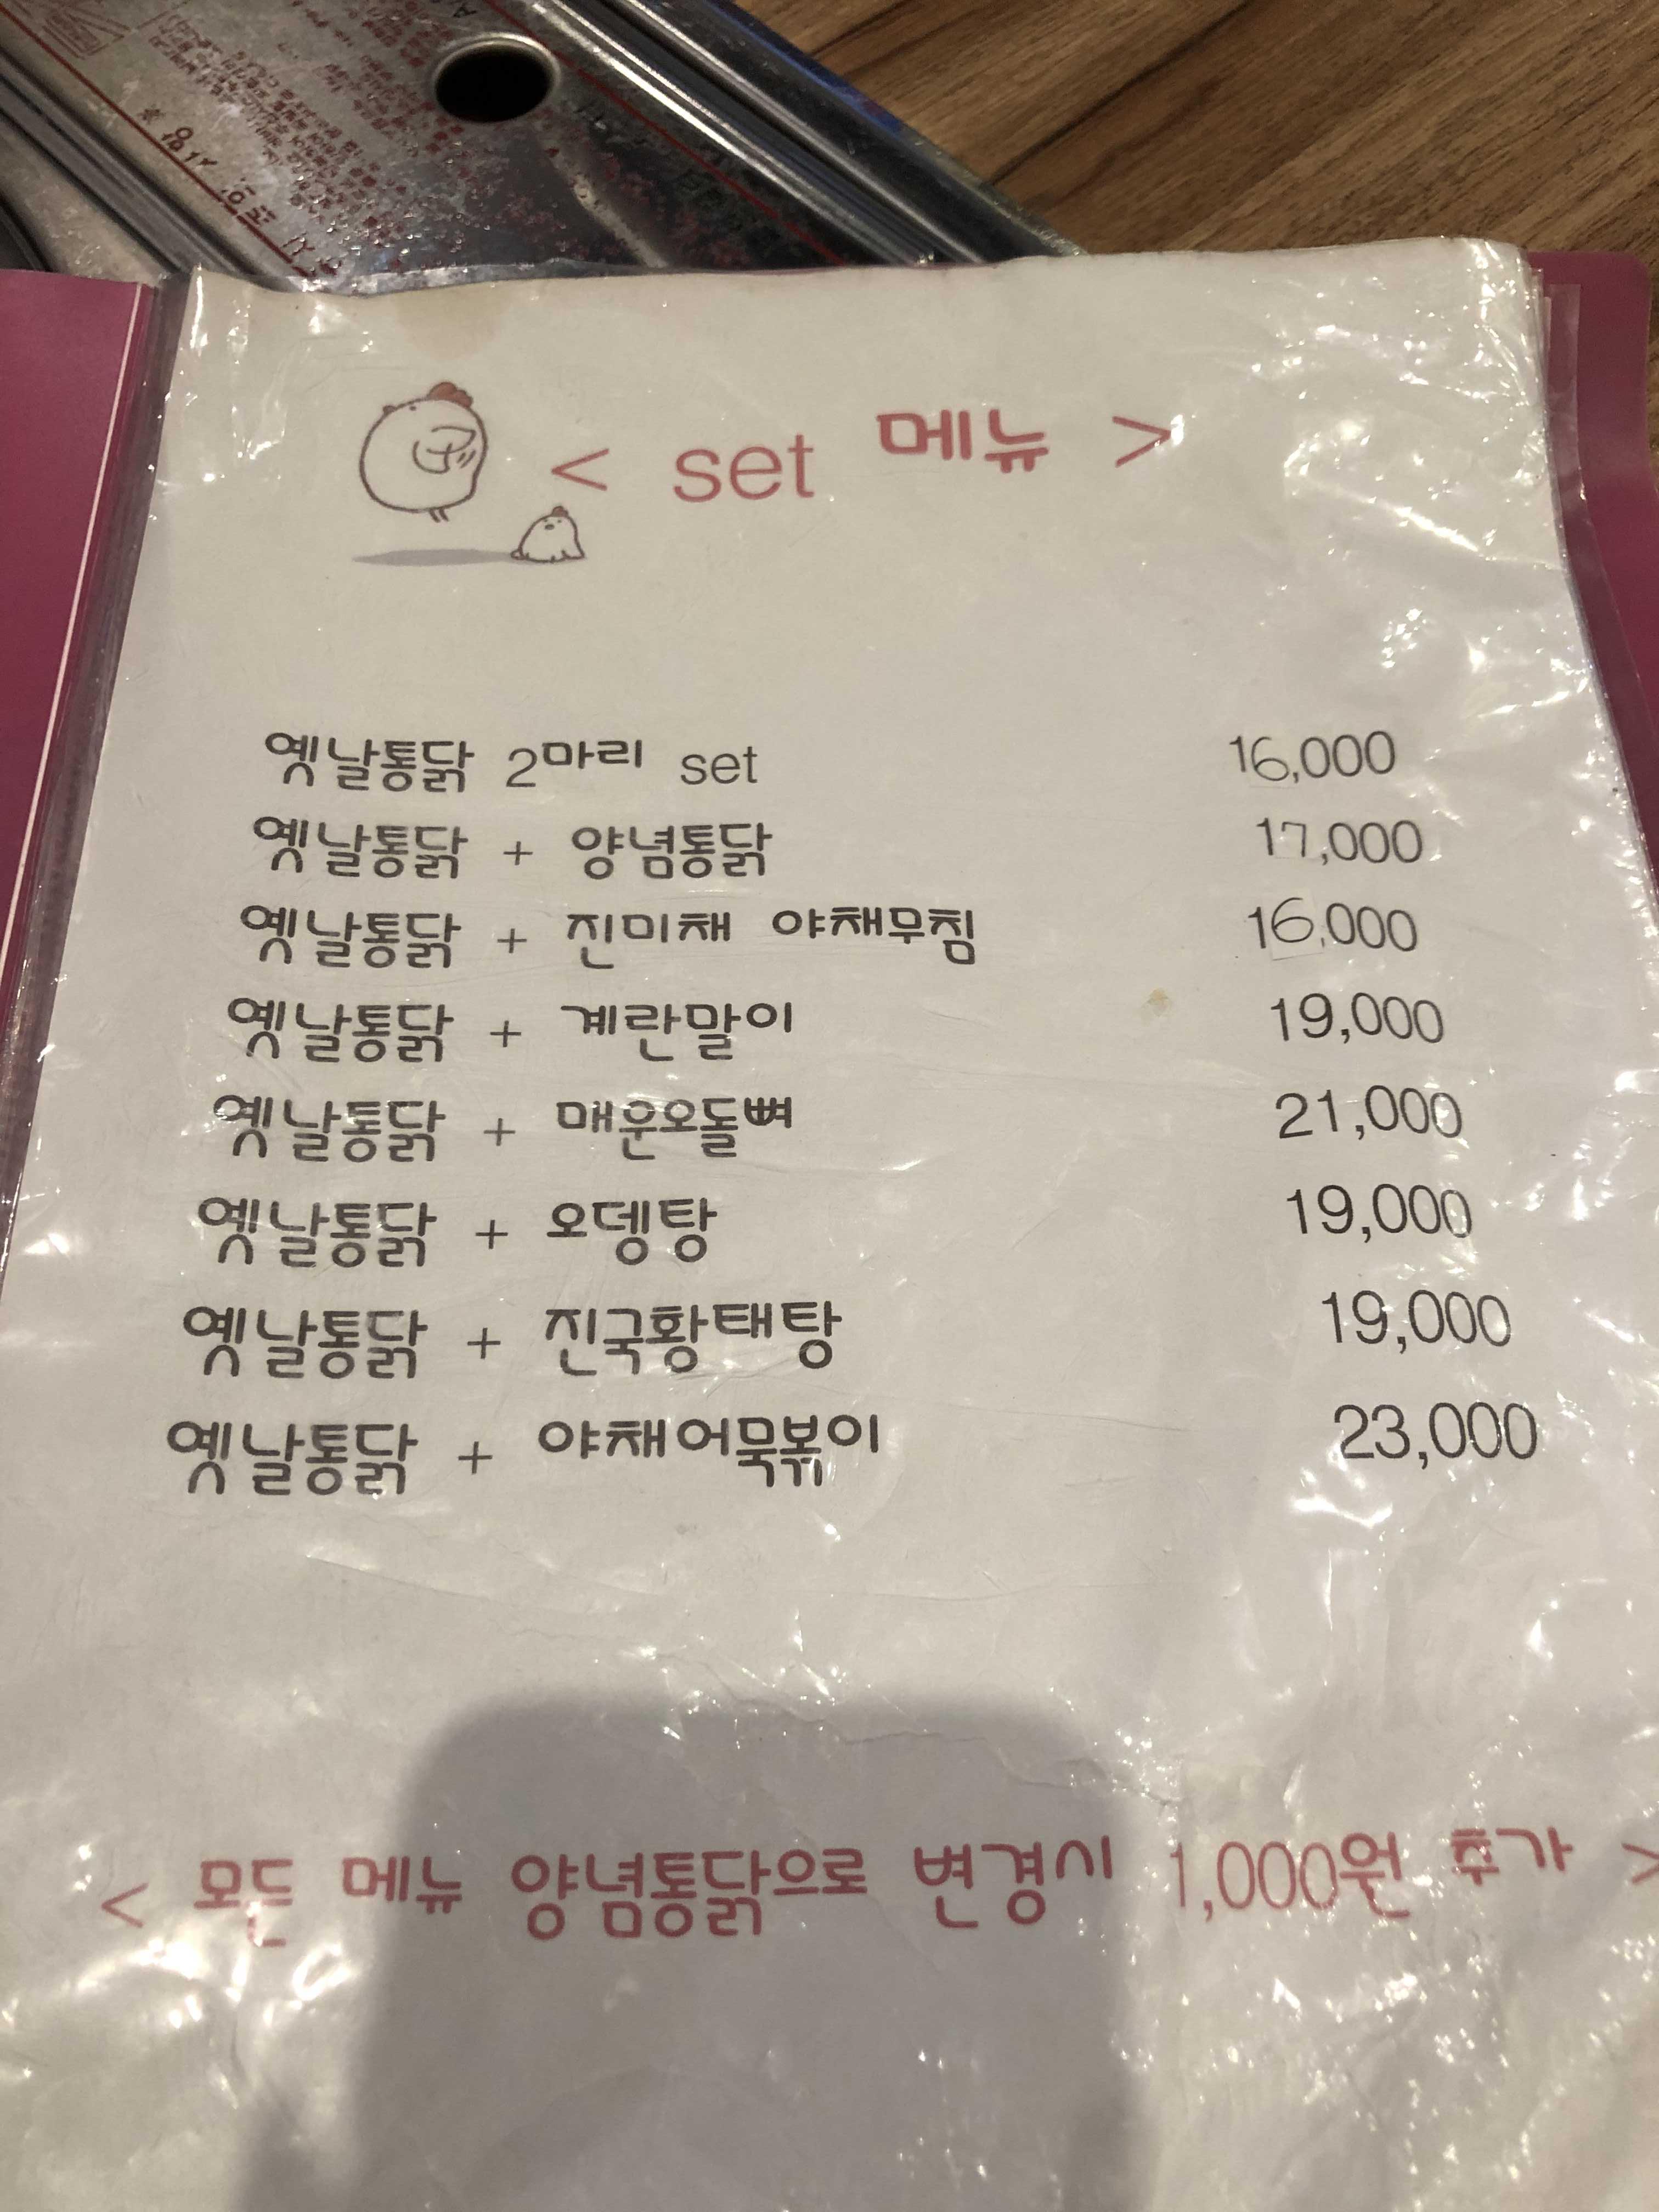 < set 메뉴 >
옛날통닭 2마리 set 16,000
옛날통닭 + 양념통닭 17,000
옛날통닭 + 진미채 야채무침 16,000
옛날통닭 + 계란말이 19,000
옛날통닭 + 매운오돌뼈 21,000
옛날통닭 + 오뎅탕 19,000
옛날통닭 + 진국황태탕 19,000
옛날통닭 + 야채어묵볶이 23,000
< 모든 메뉴 양념통닭으로 변경시 1,000원 추가 >